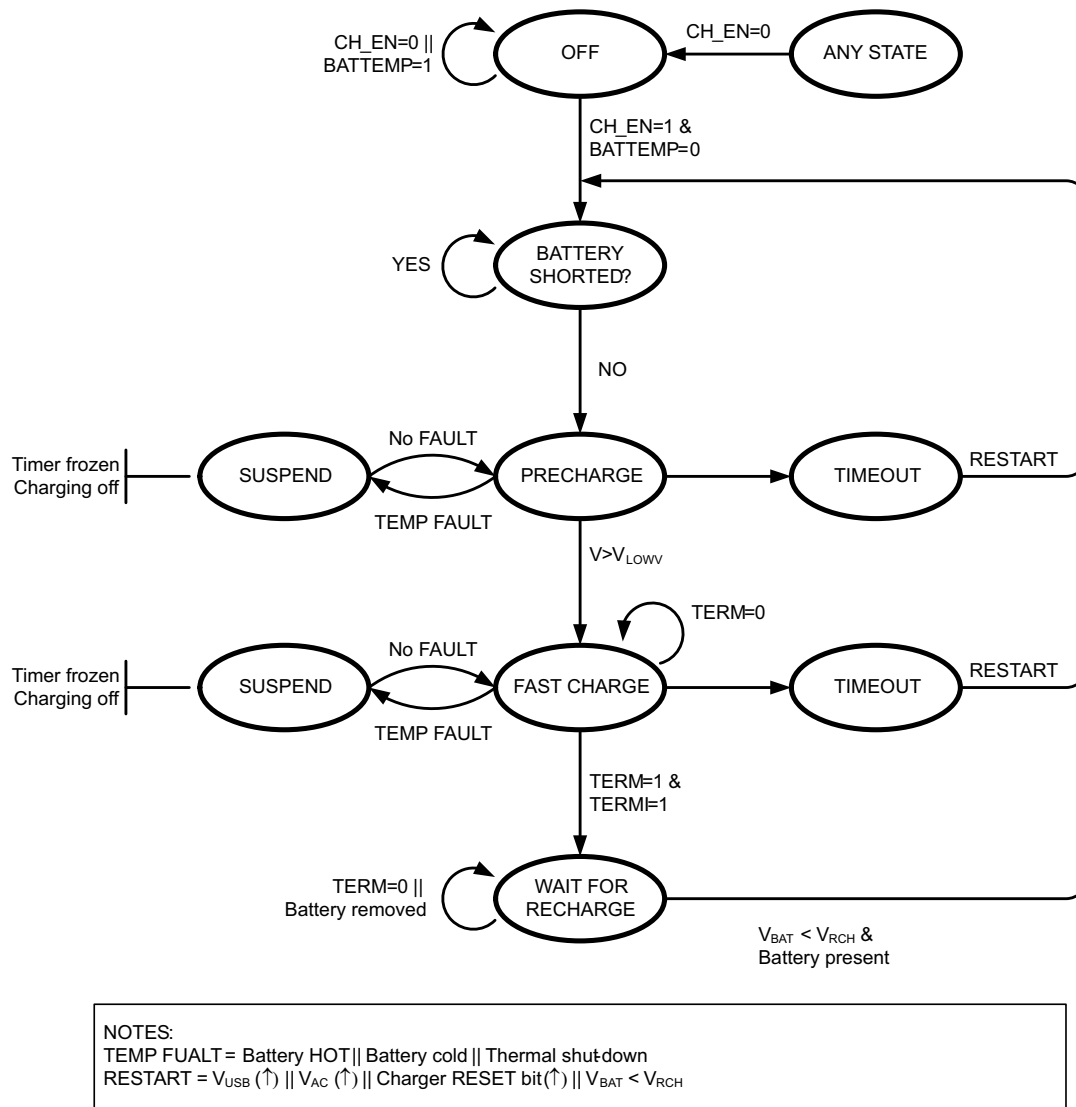 CH_EN=0 ||
BATTEMP=1
OFF
CH_EN=0
ANY STATE
CH_EN=1 &
BATTEMP=0
YES
BATTERY
SHORTED?
NO
Timer frozen
Charging off
SUSPEND
No FAULT
TEMP FAULT
PRECHARGE
TIMEOUT
RESTART
V>VLOWV
TERM=0
Timer frozen
Charging off
SUSPEND
No FAULT
TEMP FAULT
FAST CHARGE
TIMEOUT
RESTART
TERM=1 &
TERMI=1
TERM=0 ||
Battery removed
WAIT FOR
RECHARGE
VBAT < VRCH &
Battery present
NOTES:
TEMP FUALT = Battery HOT || Battery cold || Thermal shut-down
RESTART = VUSB (↑) || VAC (↑) || Charger RESET bit(↑) || VBAT < VRCH